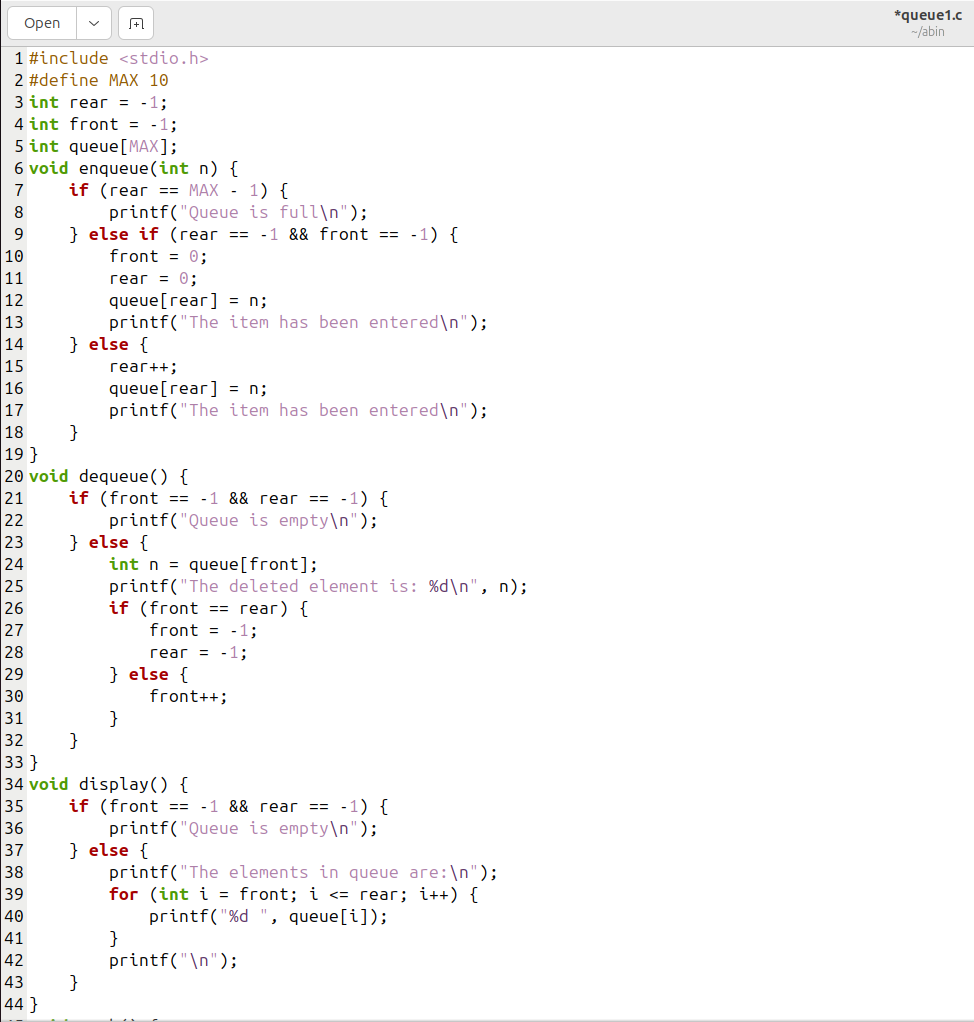 Open
*queue1.c
~/abin
1 #include <stdio.h>
2 #define MAX 10
3 int rear = -1;
4 int front = -1;
5 int queue[MAX];
6 void enqueue(int n) {
7     if (rear == MAX - 1) {
8         printf("Queue is full\n");
9     } else if (rear == -1 && front == -1) {
10         front = 0;
11         rear = 0;
12         queue[rear] = n;
13         printf("The item has been entered\n");
14     } else {
15         rear++;
16         queue[rear] = n;
17         printf("The item has been entered\n");
18     }
19 }
20 void dequeue() {
21     if (front == -1 && rear == -1) {
22         printf("Queue is empty\n");
23     } else {
24         int n = queue[front];
25         printf("The deleted element is: %d\n", n);
26         if (front == rear) {
27             front = -1;
28             rear = -1;
29         } else {
30             front++;
31         }
32     }
33 }
34 void display() {
35     if (front == -1 && rear == -1) {
36         printf("Queue is empty\n");
37     } else {
38         printf("The elements in queue are:\n");
39         for (int i = front; i <= rear; i++) {
40             printf("%d ", queue[i]);
41         }
42         printf("\n");
43     }
44 }